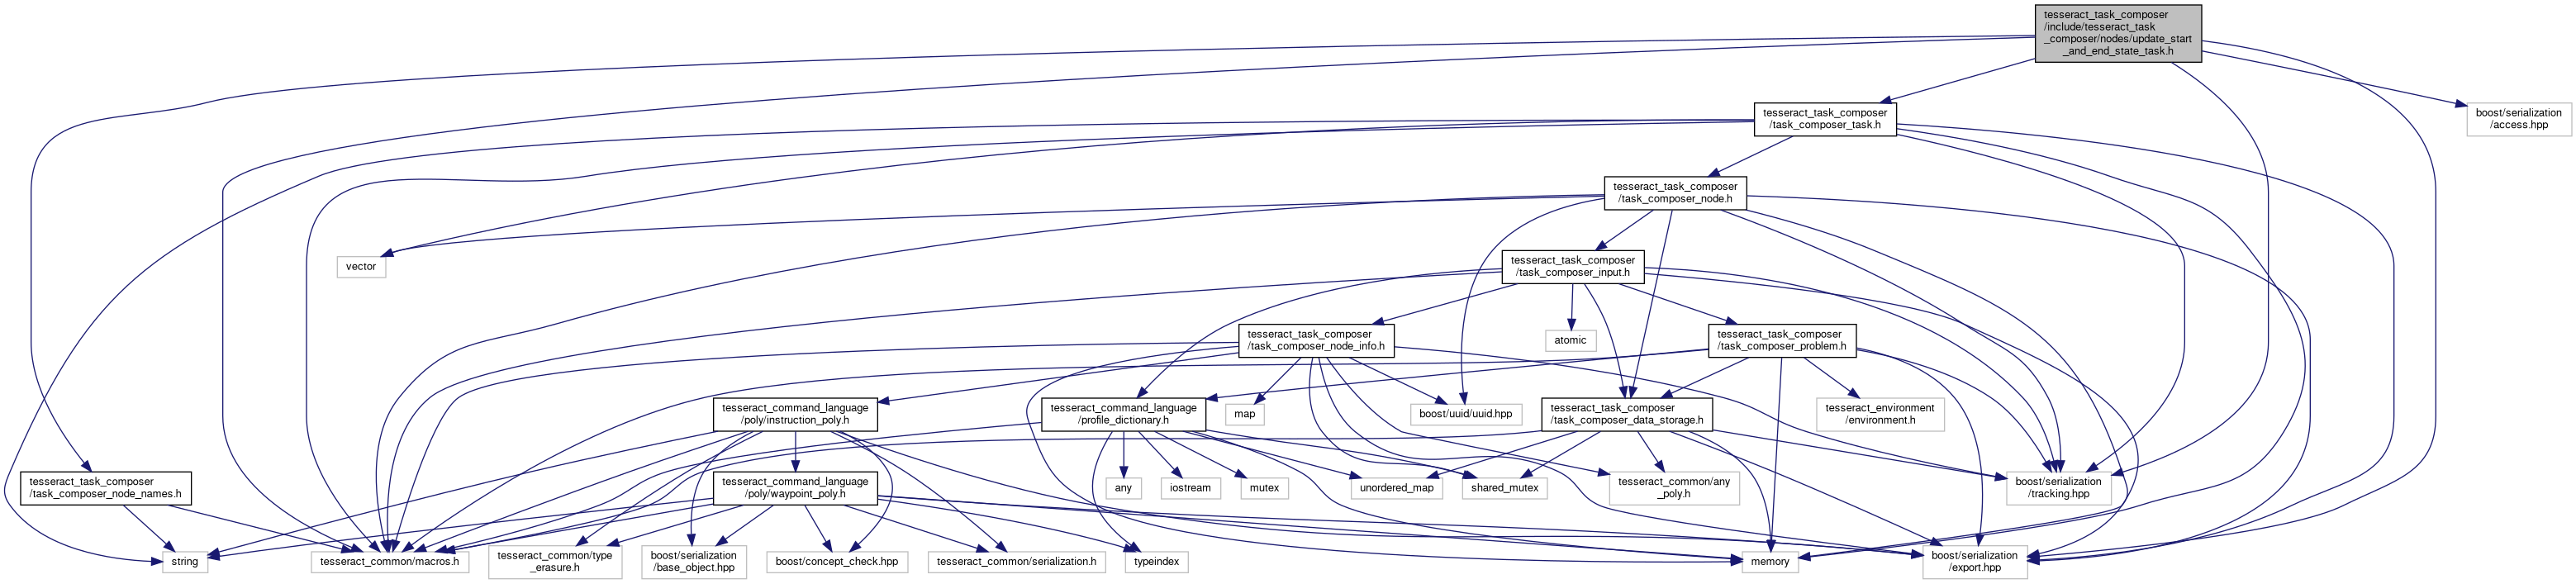 tesseract_task_composer
/include/tesseract_task
_composer/nodes/update_start
_and_end_state_task.h
tesseract_task_composer
/task_composer_task.h
boost/serialization
/access.hpp
tesseract_task_composer
/task_composer_node.h
vector
tesseract_task_composer
/task_composer_input.h
tesseract_task_composer
/task_composer_node_info.h
atomic
tesseract_task_composer
/task_composer_problem.h
tesseract_command_language
/poly/instruction_poly.h
tesseract_command_language
/profile_dictionary.h
map
boost/uuid/uuid.hpp
tesseract_task_composer
/task_composer_data_storage.h
tesseract_environment
/environment.h
tesseract_task_composer
/task_composer_node_names.h
tesseract_command_language
/poly/waypoint_poly.h
any
iostream
mutex
unordered_map
shared_mutex
tesseract_common/any
_poly.h
boost/serialization
/tracking.hpp
string
tesseract_common/macros.h
tesseract_common/type
_erasure.h
boost/serialization
/base_object.hpp
boost/concept_check.hpp
tesseract_common/serialization.h
typeindex
memory
boost/serialization
/export.hpp